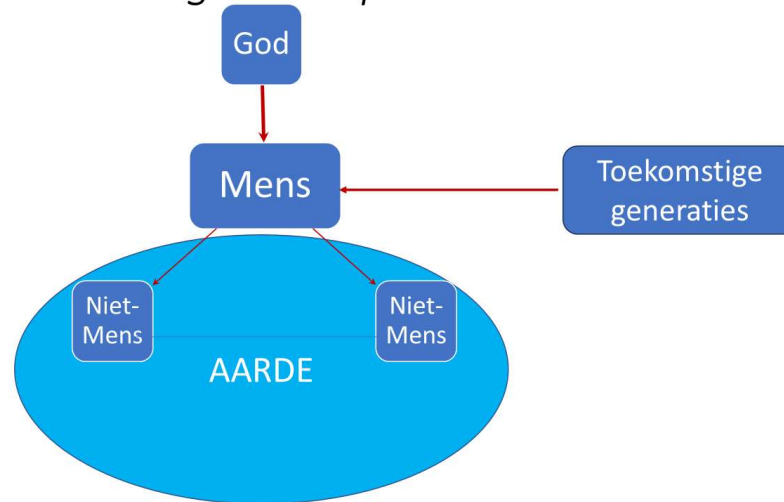 God
Mens
Toekomstige
generaties
Niet-
Mens
Niet-
Mens
AARDE